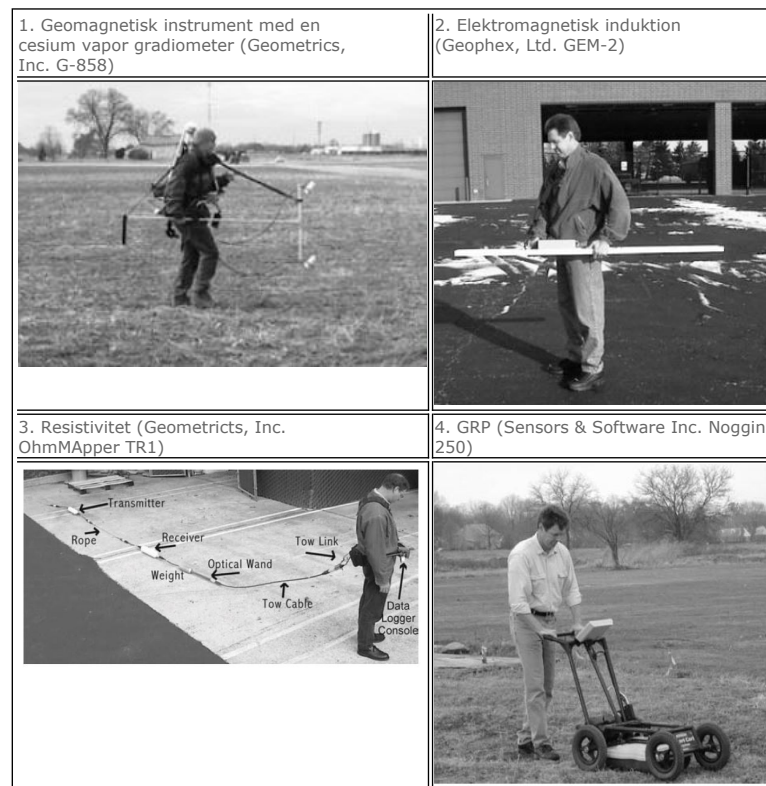 1. Geomagnetisk instrument med en
cesium vapor gradiometer (Geometrics,
Inc. G-858)
2. Elektromagnetisk induktion
(Geophex, Ltd. GEM-2)
3. Resistivitet (Geometricts, Inc.
OhmMApper TR1)
Transmitter
Rope
Receiver
Weight
Optical Wand
Tow Link
Tow Cable
Data
Logger
Console
4. GRP (Sensors & Software Inc. Noggin
250)